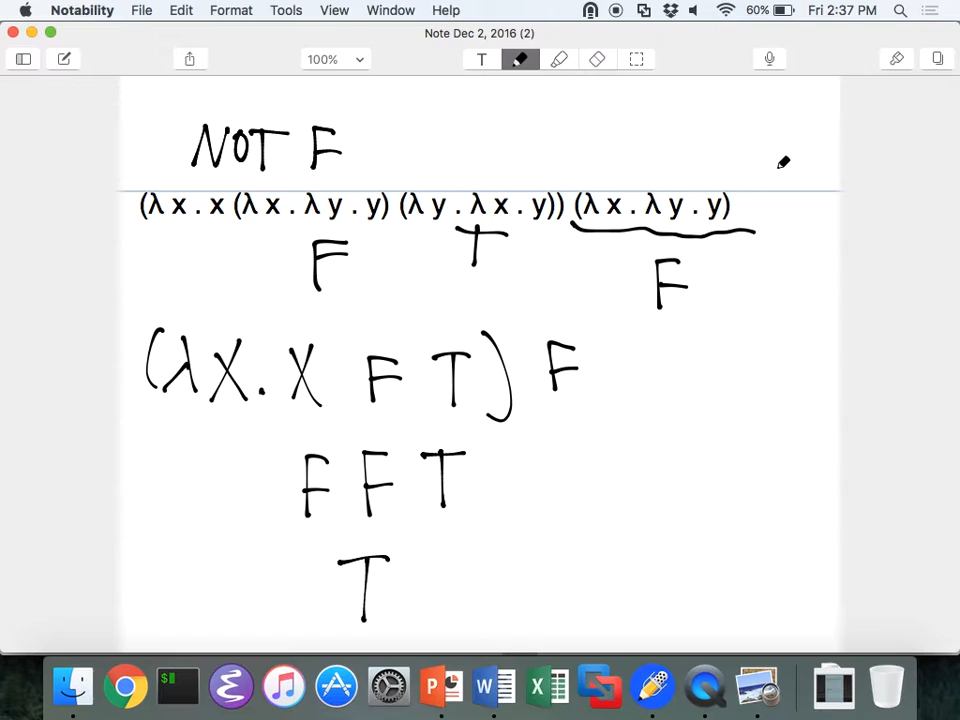 Notability File Edit Format Tools View Window Help 60% Fri 2:37 PM
Note Dec 2, 2016 (2)
100% T
NOT F
(λ x . x (λ x . λ y . y) (λ y . λ x . y)) (λ x . λ y . y)
F T F
(λX. X F T) F
F F T
T
$ P W X